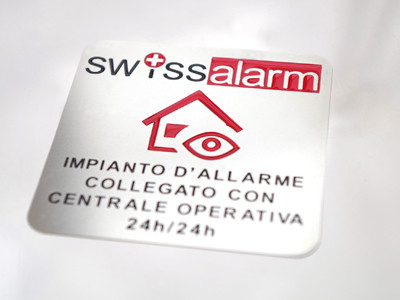 swissalarm
IMPIANTO D'ALLARME
COLLEGATO CON
CENTRALE OPERATIVA
24h/24h